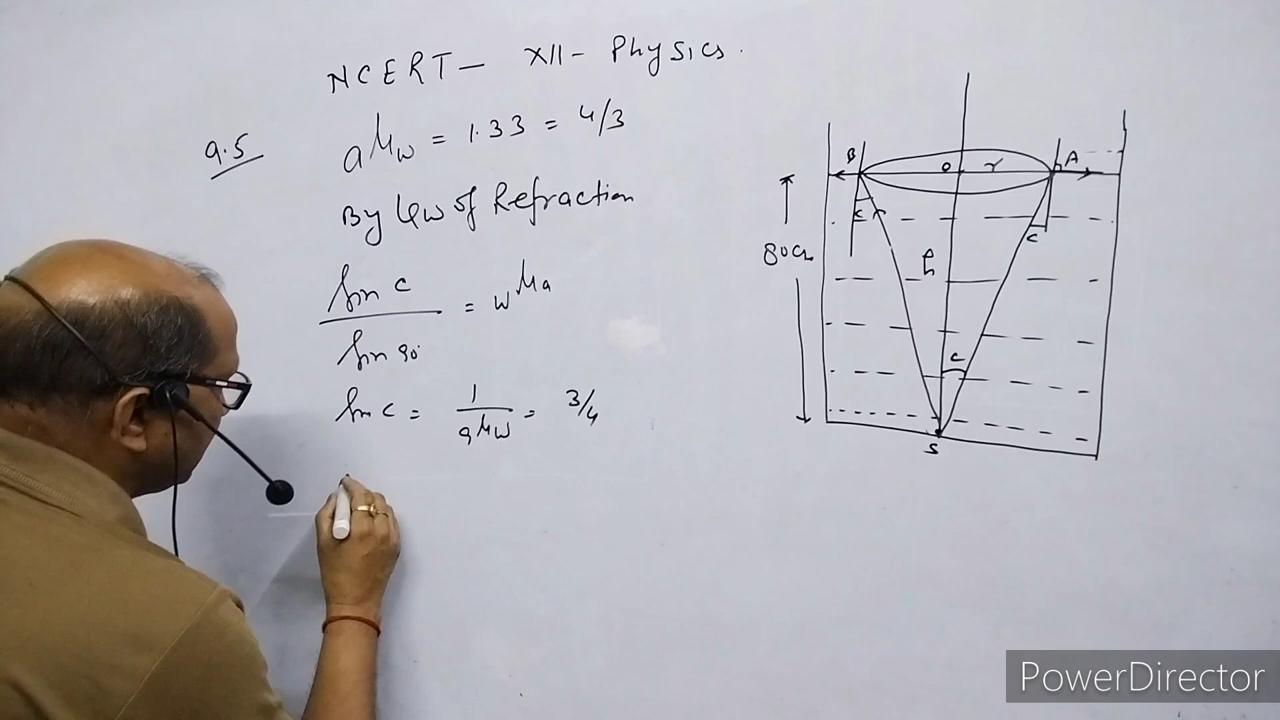 NCERT - XII - Physics.
9.5
aμw = 1.33 = 4/3
By law of Refraction
Sin c / Sin 90° = wμa
Sin c = 1 / aμw = 3/4
B O r A
c r c
80cm h
c
S
PowerDirector